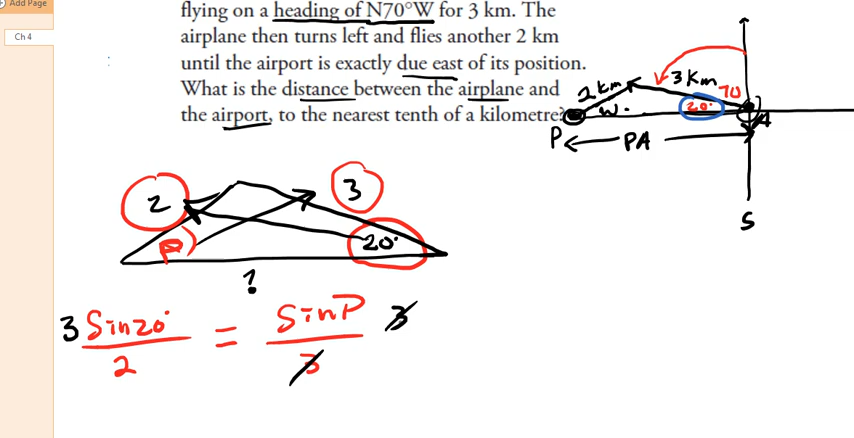 Add Page
Ch 4
flying on a heading of N70°W for 3 km. The
airplane then turns left and flies another 2 km
until the airport is exactly due east of its position.
What is the distance between the airplane and
the airport, to the nearest tenth of a kilometre?
2 km
3 km
70
20°
W
A
P
PA
S
2
3
P
20°
?
3 Sin20° = SinP 3
2 3